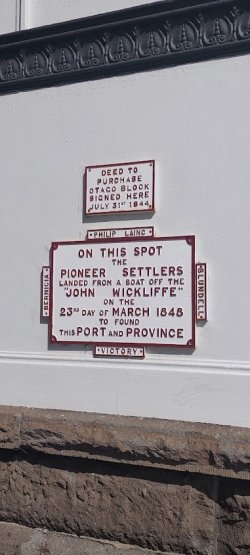 DEED TO
PURCHASE
OTAGO BLOCK
SIGNED HERE
JULY 31ST 1844
PHILIP LAING
ON THIS SPOT
THE
PIONEER SETTLERS
LANDED FROM A BOAT OFF THE
"JOHN WICKLIFFE"
ON THE
23RD DAY OF MARCH 1848
TO FOUND
THIS PORT AND PROVINCE
BERNICIA
BLUNDELL
VICTORY